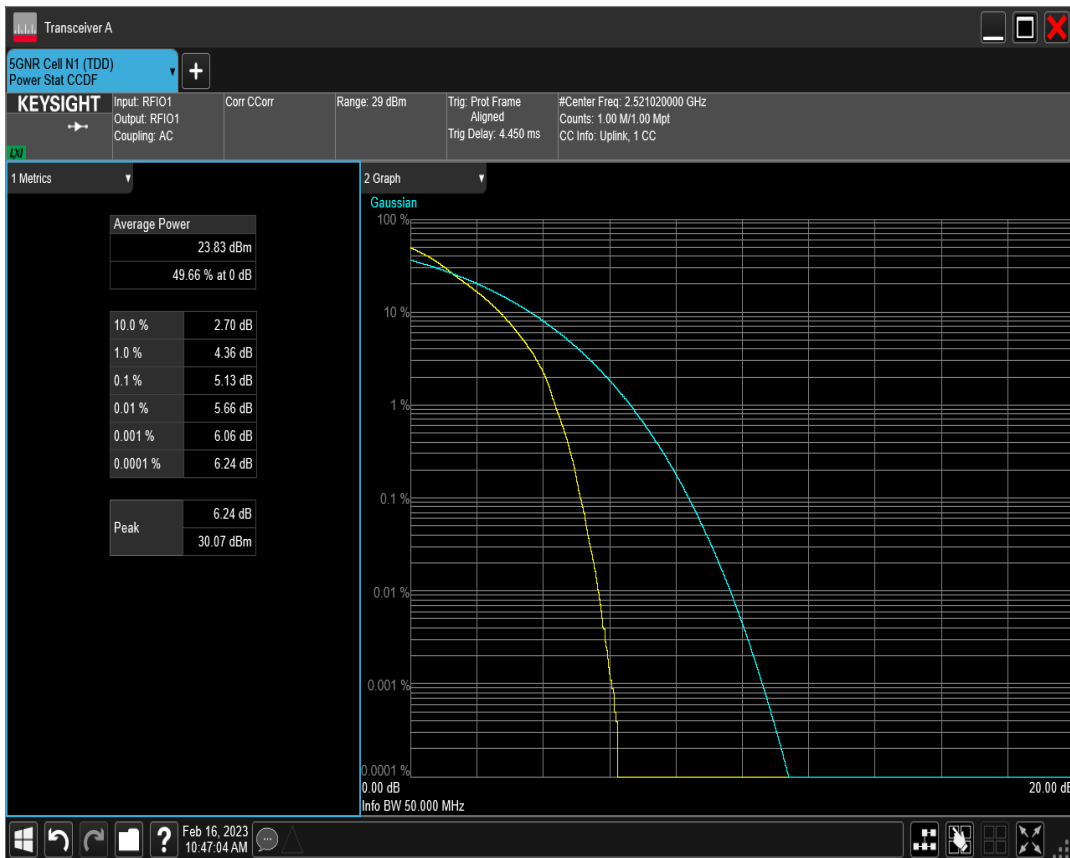 Transceiver A
5GNR Cell N1 (TDD)
Power Stat CCDF
+
KEYSIGHT
LXI
Input: RFIO1
Output: RFIO1
Coupling: AC
Corr CCorr
Range: 29 dBm
Trig: Prot Frame
Aligned
Trig Delay: 4.450 ms
#Center Freq: 2.521020000 GHz
Counts: 1.00 M/1.00 Mpt
CC Info: Uplink, 1 CC
1 Metrics
Average Power
23.83 dBm
49.66 % at 0 dB
10.0 % 2.70 dB
1.0 % 4.36 dB
0.1 % 5.13 dB
0.01 % 5.66 dB
0.001 % 6.06 dB
0.0001 % 6.24 dB
Peak
6.24 dB
30.07 dBm
2 Graph
Gaussian
100 %
10 %
1 %
0.1 %
0.01 %
0.001 %
0.0001 %
0.00 dB 20.00 dB
Info BW 50.000 MHz
?
Feb 16, 2023
10:47:04 AM